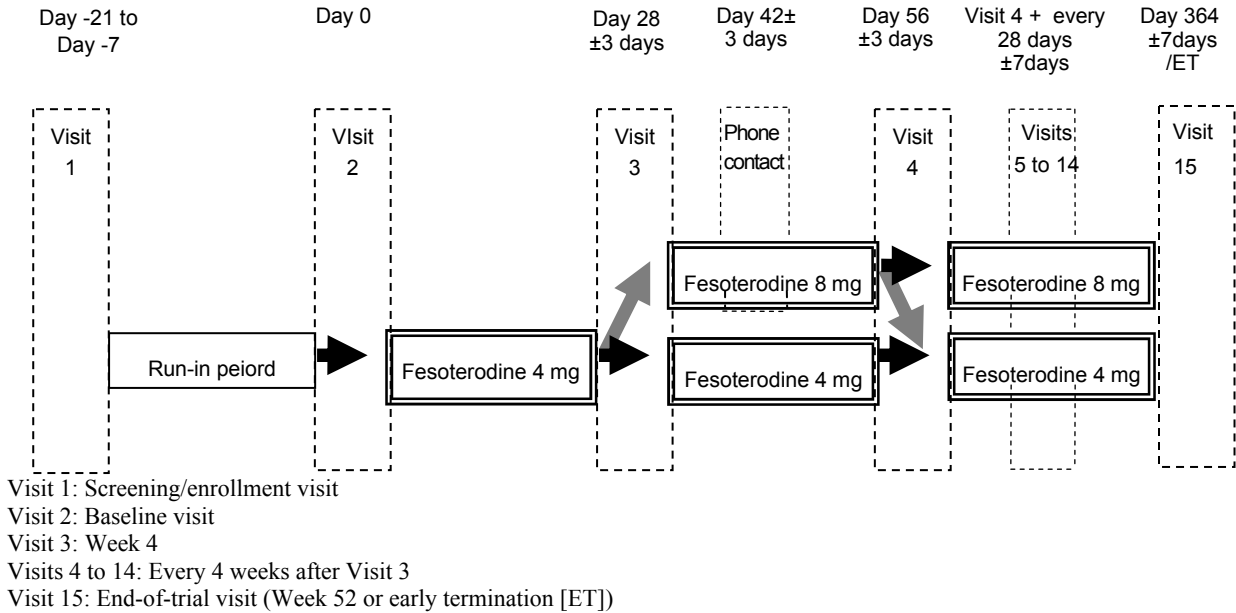 Day -21 to
Day -7
Day 0
Day 28
±3 days
Day 42±
3 days
Day 56
±3 days
Visit 4 + every
28 days
±7days
Day 364
±7days
/ET
Visit
1
VIsit
2
Visit
3
Phone
contact
Visit
4
Visits
5 to 14
Visit
15
Fesoterodine 8 mg
Fesoterodine 8 mg
Run-in peiord
Fesoterodine 4 mg
Fesoterodine 4 mg
Fesoterodine 4 mg
Visit 1: Screening/enrollment visit
Visit 2: Baseline visit
Visit 3: Week 4
Visits 4 to 14: Every 4 weeks after Visit 3
Visit 15: End-of-trial visit (Week 52 or early termination [ET])